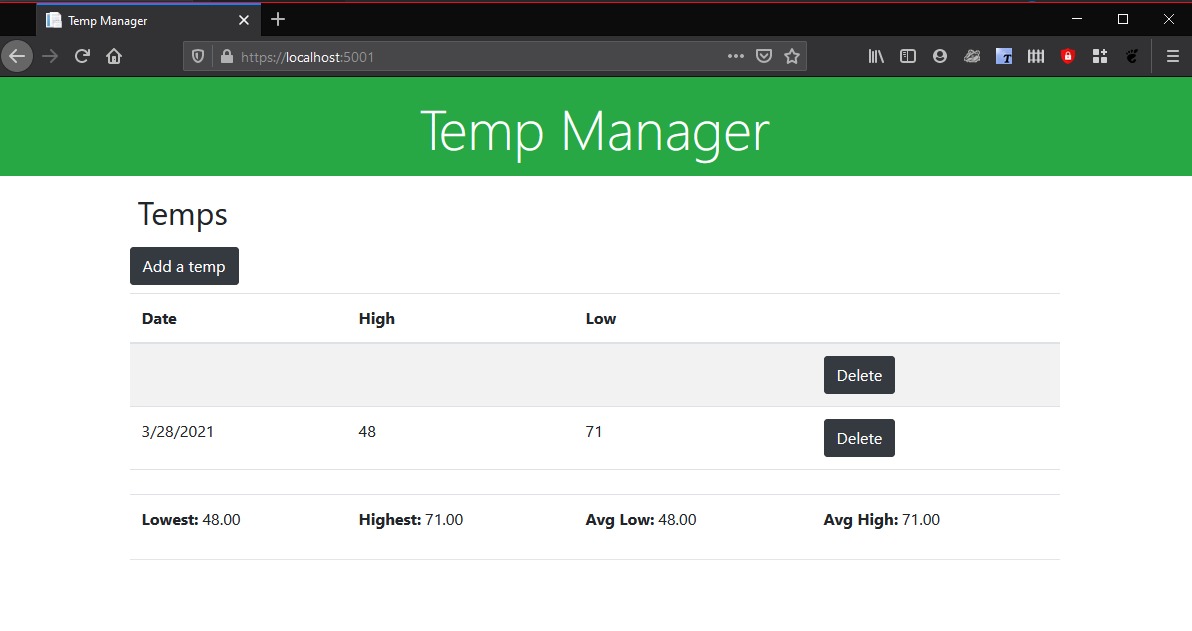 Temp Manager
https://localhost:5001
Temp Manager
Temps
Add a temp
Date High Low
Delete
3/28/2021 48 71 Delete
Lowest: 48.00 Highest: 71.00 Avg Low: 48.00 Avg High: 71.00